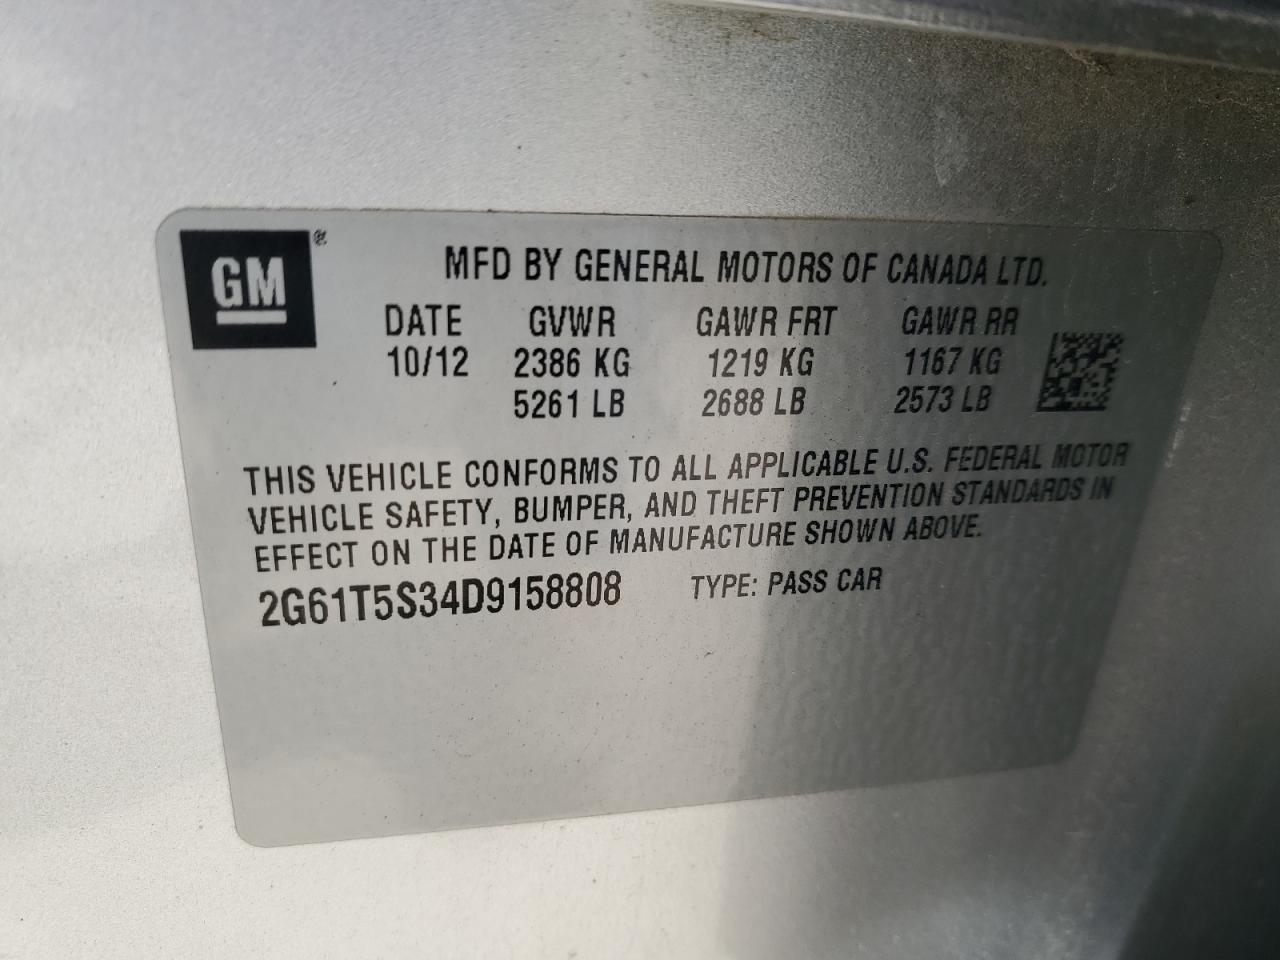 GM®
MFD BY GENERAL MOTORS OF CANADA LTD.
DATE GVWR GAWR FRT GAWR RR
10/12 2386 KG 1219 KG 1167 KG
5261 LB 2688 LB 2573 LB
THIS VEHICLE CONFORMS TO ALL APPLICABLE U.S. FEDERAL MOTOR
VEHICLE SAFETY, BUMPER, AND THEFT PREVENTION STANDARDS IN
EFFECT ON THE DATE OF MANUFACTURE SHOWN ABOVE.
2G61T5S34D9158808 TYPE: PASS CAR